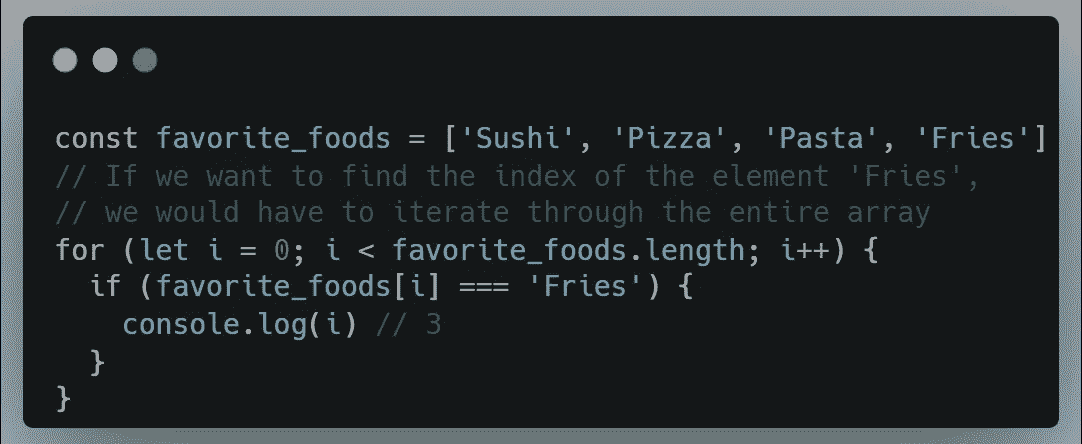 const favorite_foods = ['Sushi', 'Pizza', 'Pasta', 'Fries']
// If we want to find the index of the element 'Fries',
// we would have to iterate through the entire array
for (let i = 0; i < favorite_foods.length; i++) {
  if (favorite_foods[i] === 'Fries') {
    console.log(i) // 3
  }
}